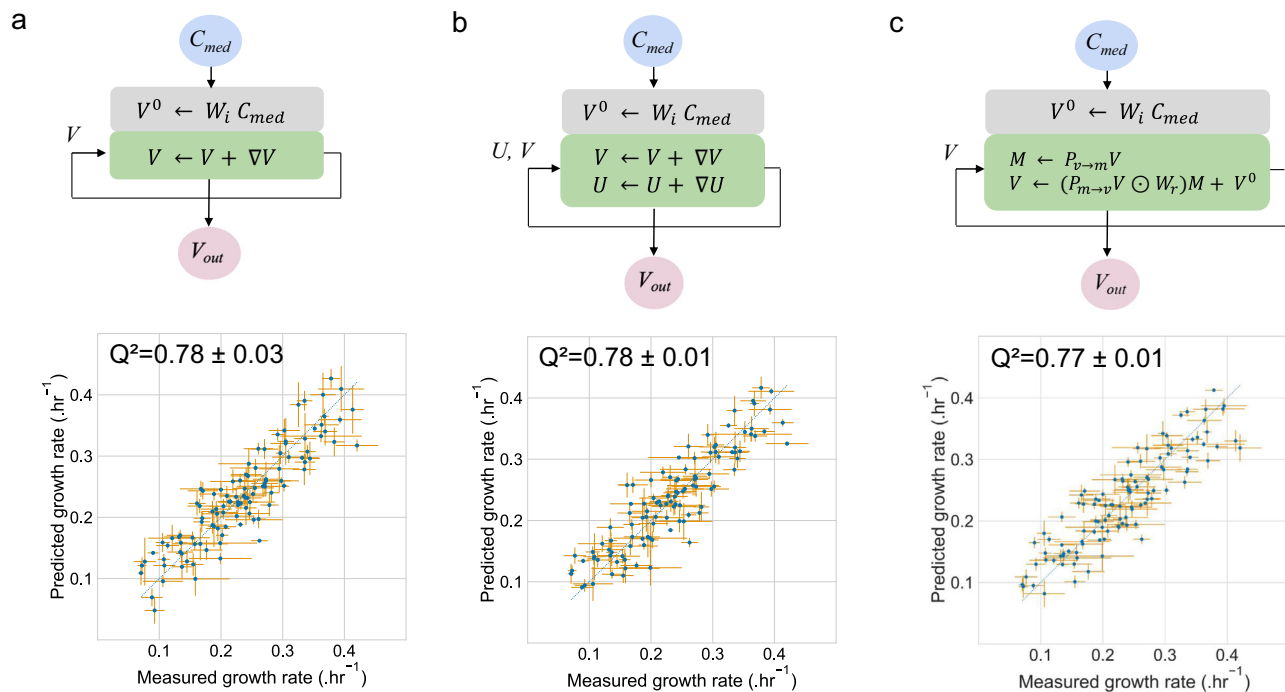 a
C_med
V⁰ ← W_i C_med
V
V ← V + ∇V
V_out
Q²=0.78 ± 0.03
Predicted growth rate (.hr⁻¹)
0.4
0.3
0.2
0.1
0.1 0.2 0.3 0.4
Measured growth rate (.hr⁻¹)
b
C_med
V⁰ ← W_i C_med
U, V
V ← V + ∇V
U ← U + ∇U
V_out
Q²=0.78 ± 0.01
Predicted growth rate (.hr⁻¹)
0.4
0.3
0.2
0.1
0.1 0.2 0.3 0.4
Measured growth rate (.hr⁻¹)
c
C_med
V⁰ ← W_i C_med
V
M ← P_v→m V
V ← (P_m→v V ⊙ W_r)M + V⁰
V_out
Q²=0.77 ± 0.01
Predicted growth rate (.hr⁻¹)
0.4
0.3
0.2
0.1
0.1 0.2 0.3 0.4
Measured growth rate (.hr⁻¹)